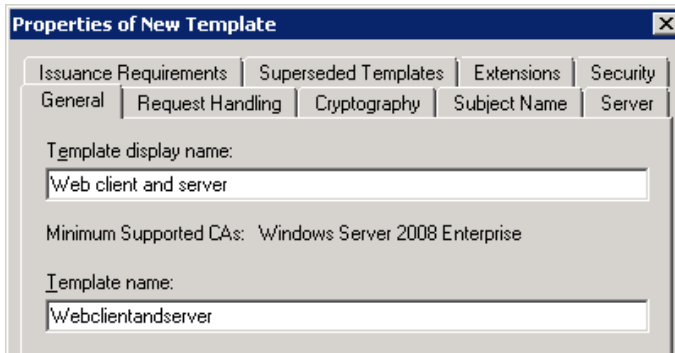 Properties of New Template
Issuance Requirements Superseded Templates Extensions Security
General Request Handling Cryptography Subject Name Server
Template display name:
Web client and server
Minimum Supported CAs: Windows Server 2008 Enterprise
Template name:
Webclientandserver